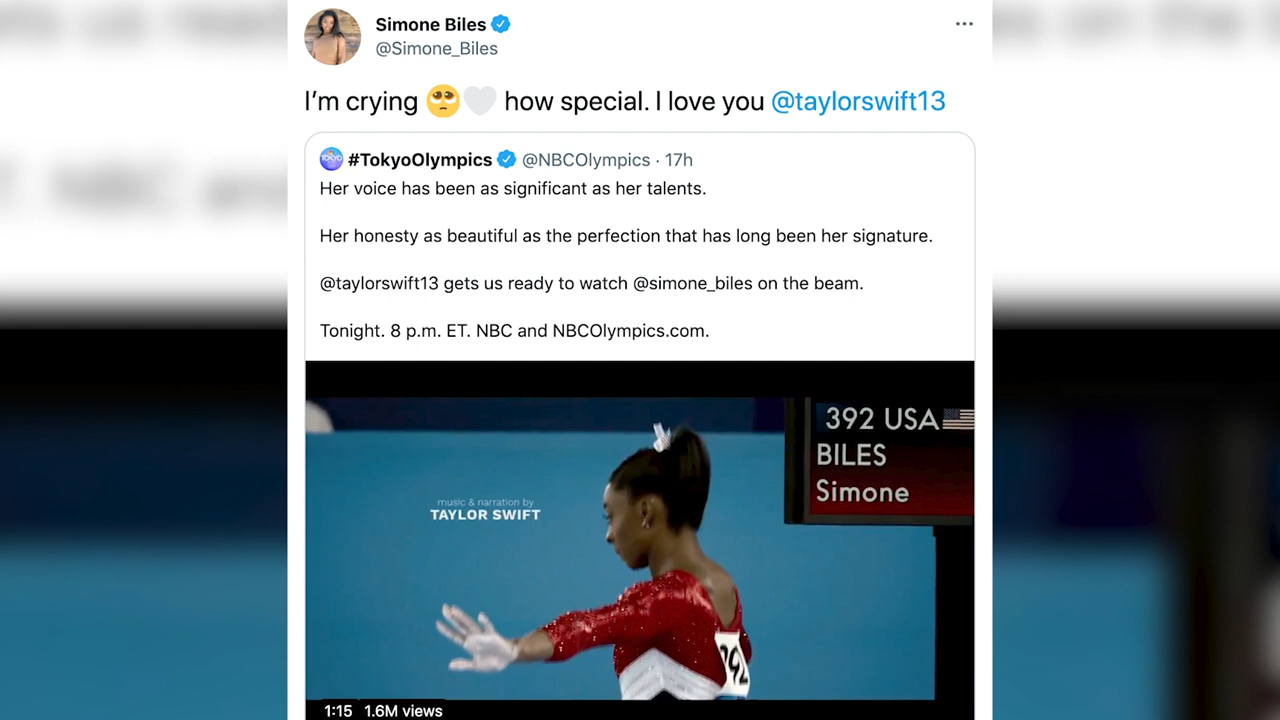 Simone Biles
@Simone_Biles
I'm crying 🥺🤍 how special. I love you @taylorswift13
#TokyoOlympics @NBCOlympics · 17h
Her voice has been as significant as her talents.
Her honesty as beautiful as the perfection that has long been her signature.
@taylorswift13 gets us ready to watch @simone_biles on the beam.
Tonight. 8 p.m. ET. NBC and NBCOlympics.com.
392 USA
BILES
Simone
music & narration by
TAYLOR SWIFT
392
1:15 1.6M views